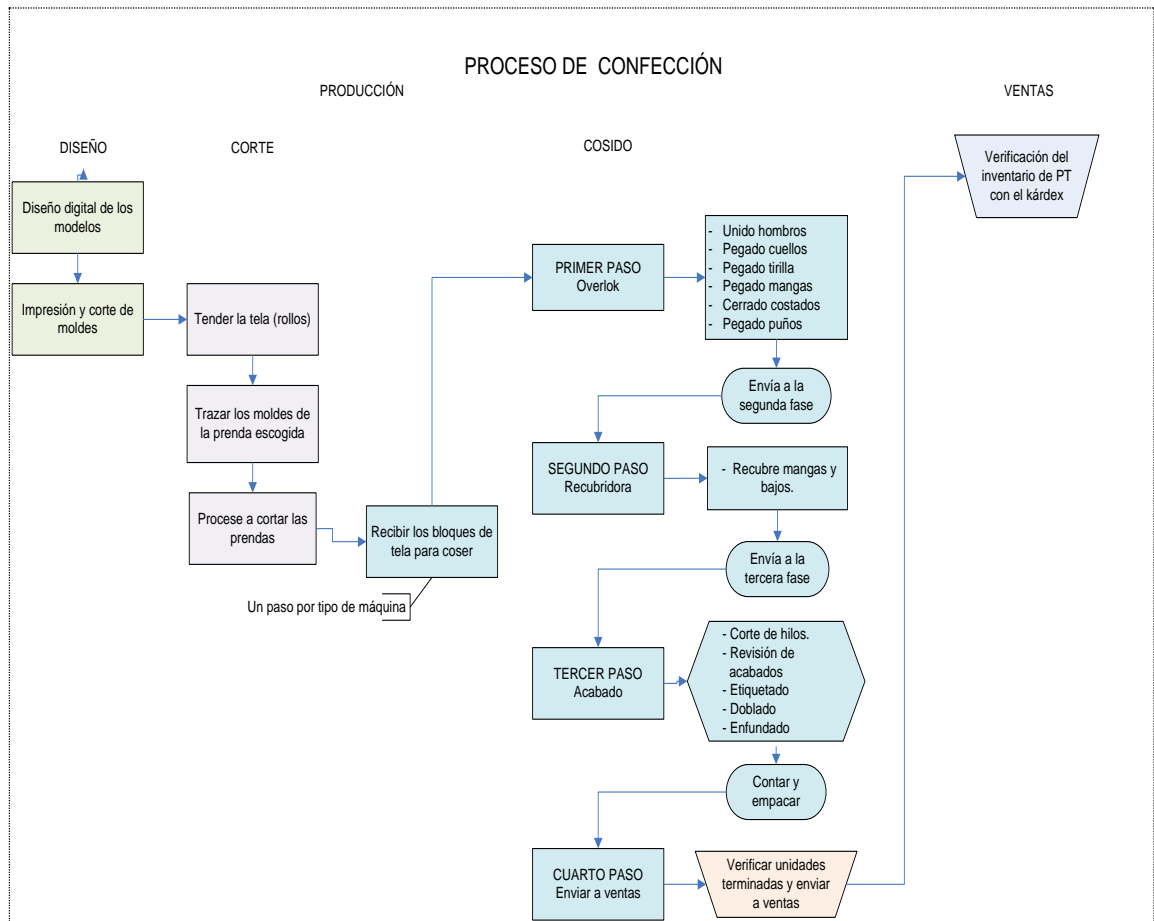 PROCESO DE CONFECCIÓN
PRODUCCIÓN
VENTAS
DISEÑO
CORTE
COSIDO
Diseño digital de los
modelos
Impresión y corte de
moldes
Tender la tela (rollos)
Trazar los moldes de
la prenda escogida
Procese a cortar las
prendas
Recibir los bloques de
tela para coser
Un paso por tipo de máquina
PRIMER PASO
Overlok
- Unido hombros
- Pegado cuellos
- Pegado tirilla
- Pegado mangas
- Cerrado costados
- Pegado puños
Envía a la
segunda fase
SEGUNDO PASO
Recubridora
- Recubre mangas y
bajos.
Envía a la
tercera fase
TERCER PASO
Acabado
- Corte de hilos.
- Revisión de
acabados
- Etiquetado
- Doblado
- Enfundado
Contar y
empacar
CUARTO PASO
Enviar a ventas
Verificar unidades
terminadas y enviar
a ventas
Verificación del
inventario de PT
con el kárdex